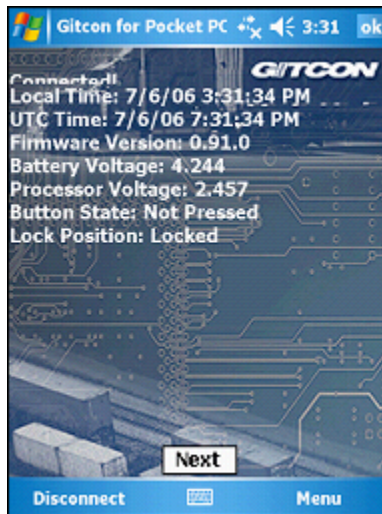 Gitcon for Pocket PC 3:31 ok
GITCON
Connected!
Local Time: 7/6/06 3:31:34 PM
UTC Time: 7/6/06 7:31:34 PM
Firmware Version: 0.91.0
Battery Voltage: 4.244
Processor Voltage: 2.457
Button State: Not Pressed
Lock Position: Locked
Next
Disconnect Menu